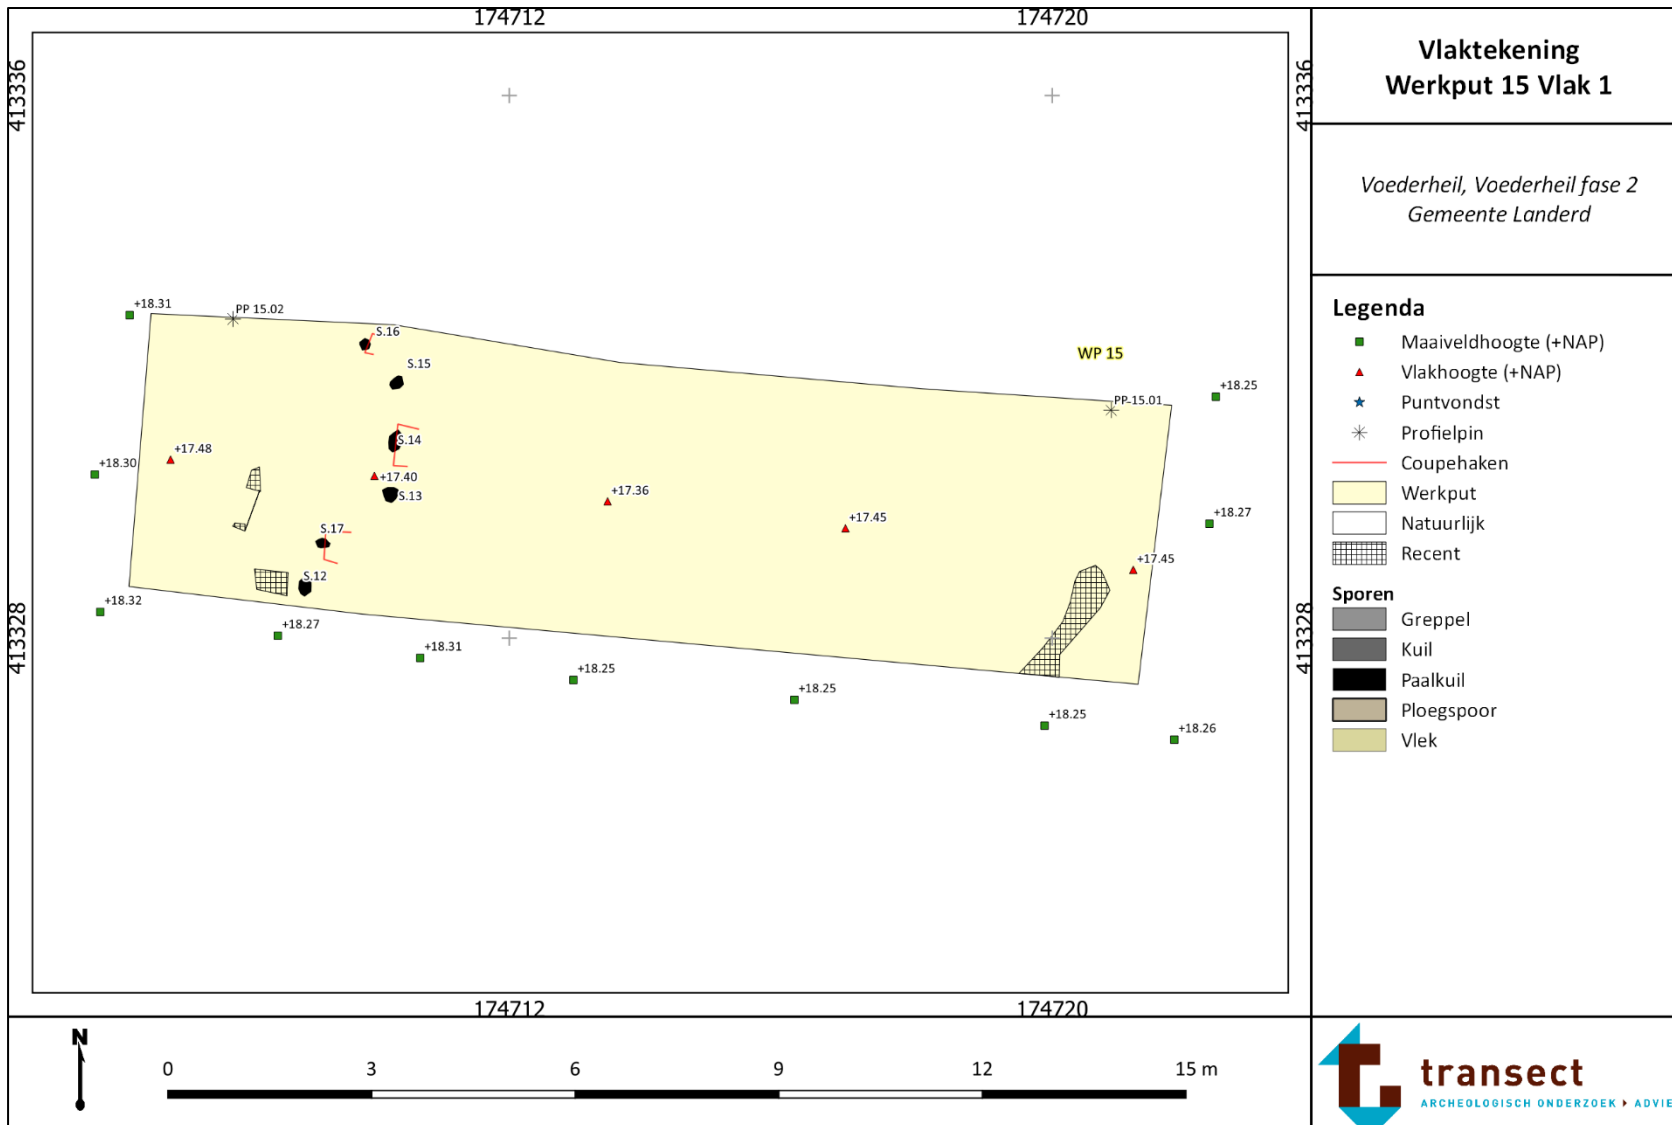 174712
174720
413336
413336
Vlaktekening
Werkput 15 Vlak 1
Voederheil, Voederheil fase 2
Gemeente Landerd
+18.31
PP 15.02
S.16
S.15
WP 15
+18.25
PP 15.01
S.14
+17.48
+18.30
+17.40
S.13
+17.36
+17.45
+18.27
S.17
+17.45
S.12
+18.32
+18.27
+18.31
+18.25
+18.25
+18.25
+18.26
413328
413328
174712
174720
Legenda
Maaiveldhoogte (+NAP)
Vlakhoogte (+NAP)
Puntvondst
Profielpin
Coupehaken
Werkput
Natuurlijk
Recent
Sporen
Greppel
Kuil
Paalkuil
Ploegspoor
Vlek
N
0 3 6 9 12 15 m
transect
ARCHEOLOGISCH ONDERZOEK ADVIE